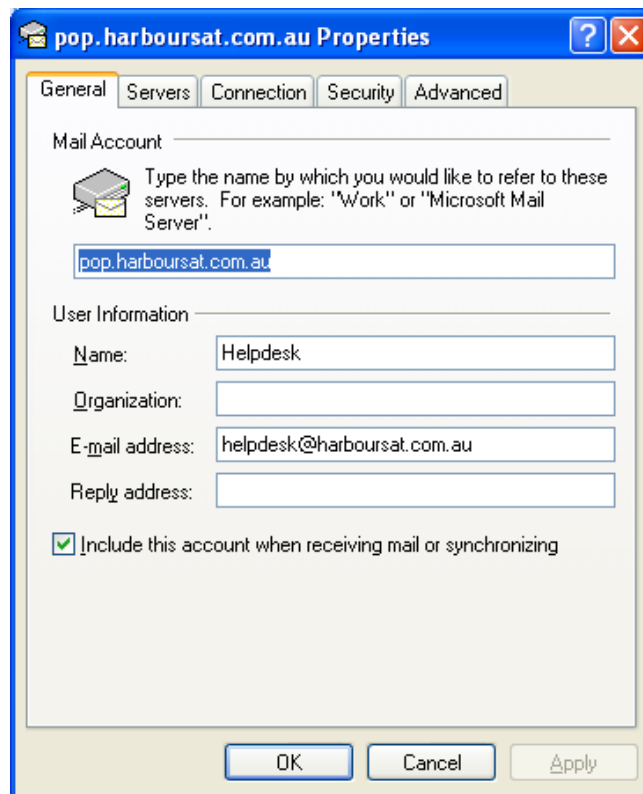 pop.harboursat.com.au Properties
General Servers Connection Security Advanced
Mail Account
Type the name by which you would like to refer to these
servers. For example: "Work" or "Microsoft Mail
Server".
pop.harboursat.com.au
User Information
Name: Helpdesk
Organization:
E-mail address: helpdesk@harboursat.com.au
Reply address:
Include this account when receiving mail or synchronizing
OK Cancel Apply